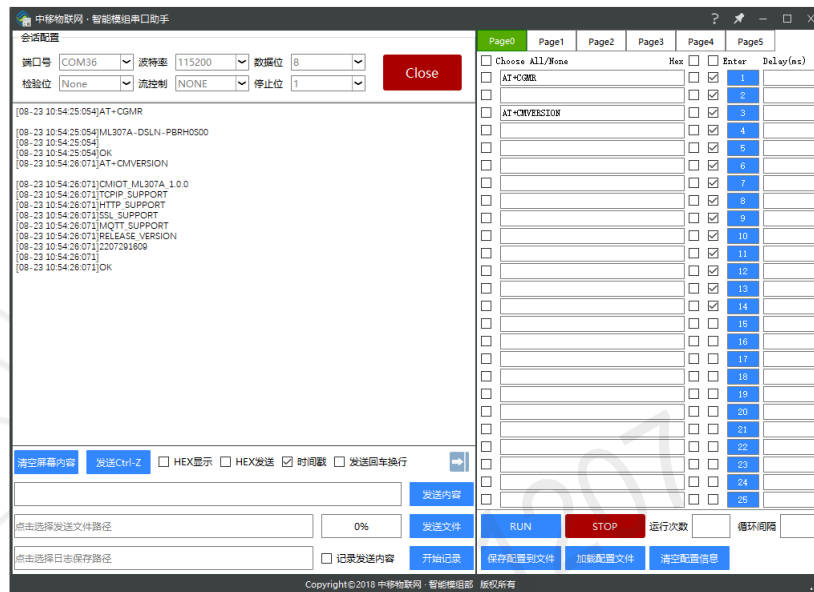 中移物联网 · 智能模组串口助手
会话配置
端口号 COM36 波特率 115200 数据位 8
检验位 None 流控制 NONE 停止位 1
Close
[08-23 10:54:25:054]AT+CGMR
[08-23 10:54:25:054]ML307A-DSLN-PBRH0S00
[08-23 10:54:25:054]
[08-23 10:54:25:054]OK
[08-23 10:54:26:071]AT+CMVERSION
[08-23 10:54:26:071]CMIOT_ML307A_1.0.0
[08-23 10:54:26:071]TCPIP_SUPPORT
[08-23 10:54:26:071]HTTP_SUPPORT
[08-23 10:54:26:071]SSL_SUPPORT
[08-23 10:54:26:071]MQTT_SUPPORT
[08-23 10:54:26:071]RELEASE_VERSION
[08-23 10:54:26:071]2207291609
[08-23 10:54:26:071]
[08-23 10:54:26:071]OK
清空屏幕内容 发送Ctrl-Z HEX显示 HEX发送 时间戳 发送回车换行
发送内容
点击选择发送文件路径 0% 发送文件
点击选择日志保存路径 记录发送内容 开始记录
Page0 Page1 Page2 Page3 Page4 Page5
Choose All/None Hex Enter Delay(ms)
AT+CGMR 1
2
AT+CMVERSION 3
4
5
6
7
8
9
10
11
12
13
14
15
16
17
18
19
20
21
22
23
24
25
RUN STOP 运行次数 循环间隔
保存配置到文件 加载配置文件 清空配置信息
Copyright©2018 中移物联网 · 智能模组部 版权所有
1207